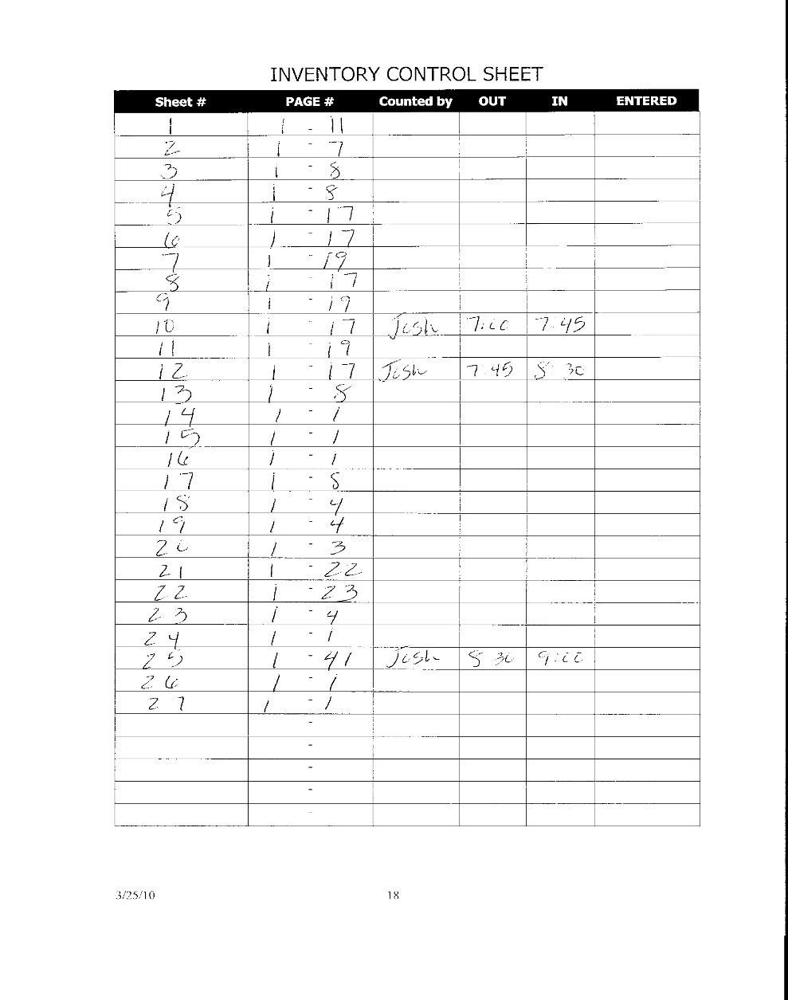 INVENTORY CONTROL SHEET
Sheet # PAGE # Counted by OUT IN ENTERED
1 1 - 11
2 1 - 7
3 1 - 8
4 1 - 8
5 1 - 17
6 1 - 17
7 1 - 19
8 1 - 17
9 1 - 19
10 1 - 17 Josh 7:00 7:45
11 1 - 19
12 1 - 17 Josh 7:45 8:30
13 1 - 8
14 1 - 1
15 1 - 1
16 1 - 1
17 1 - 8
18 1 - 4
19 1 - 4
20 1 - 3
21 1 - 22
22 1 - 23
23 1 - 4
24 1 - 1
25 1 - 41 Josh 8 30 9:00
26 1 - 1
27 1 - 1
-
-
-
-
-
3/25/10 18